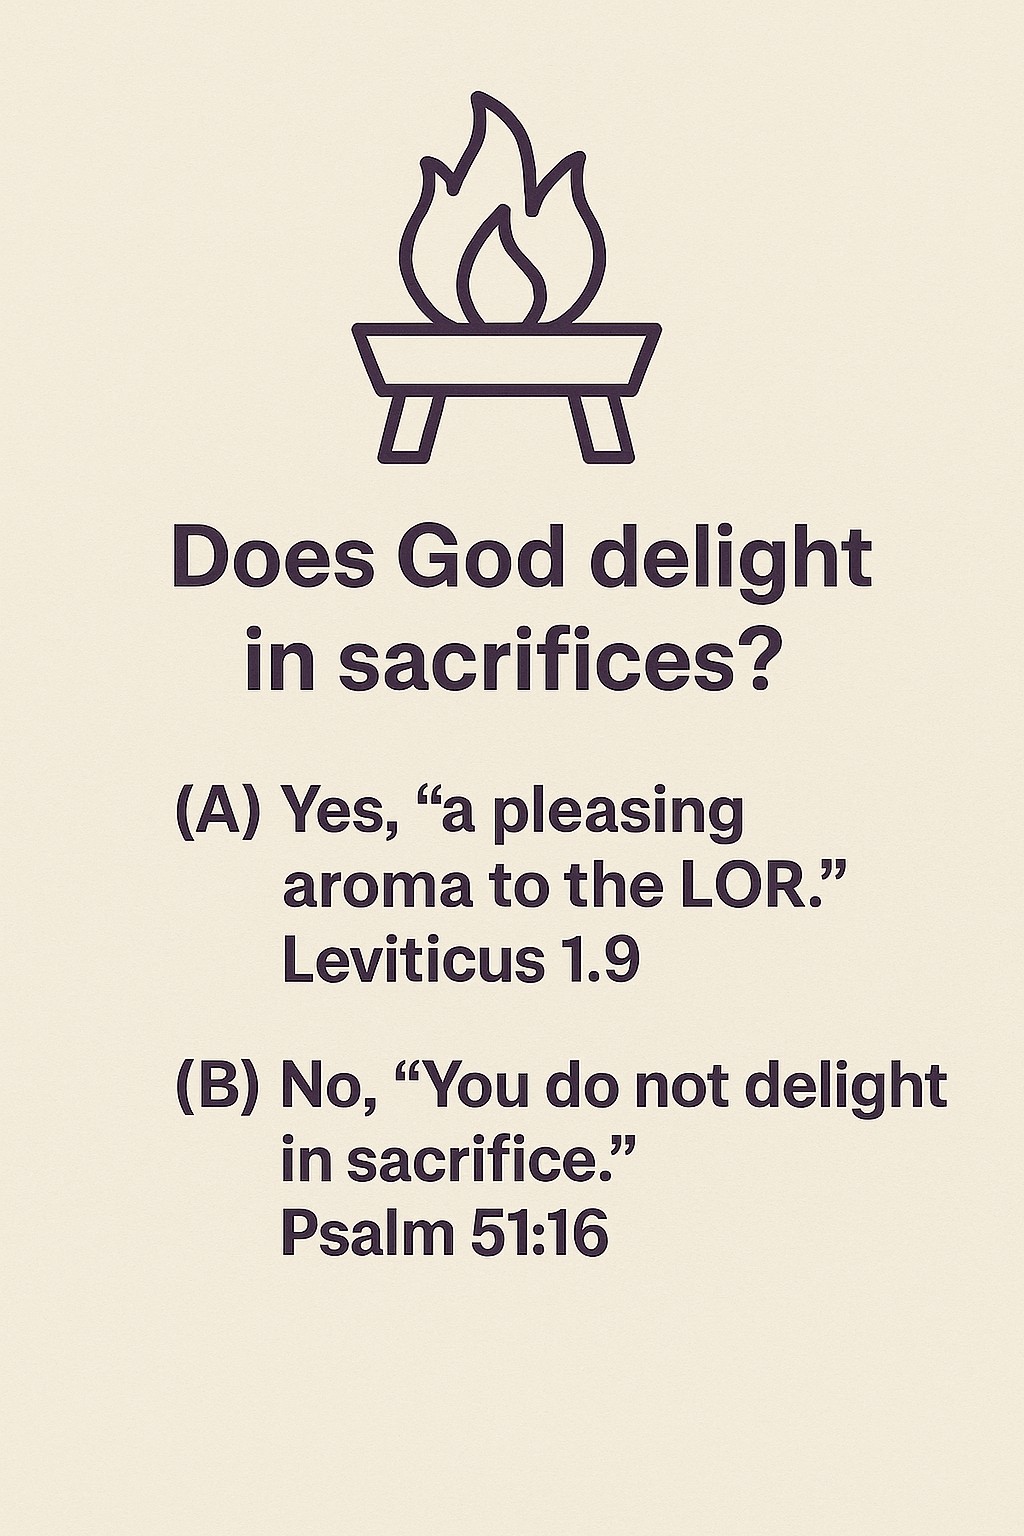 Does God delight
in sacrifices?
(A) Yes, “a pleasing
aroma to the LOR.”
Leviticus 1.9
(B) No, “You do not delight
in sacrifice.”
Psalm 51:16